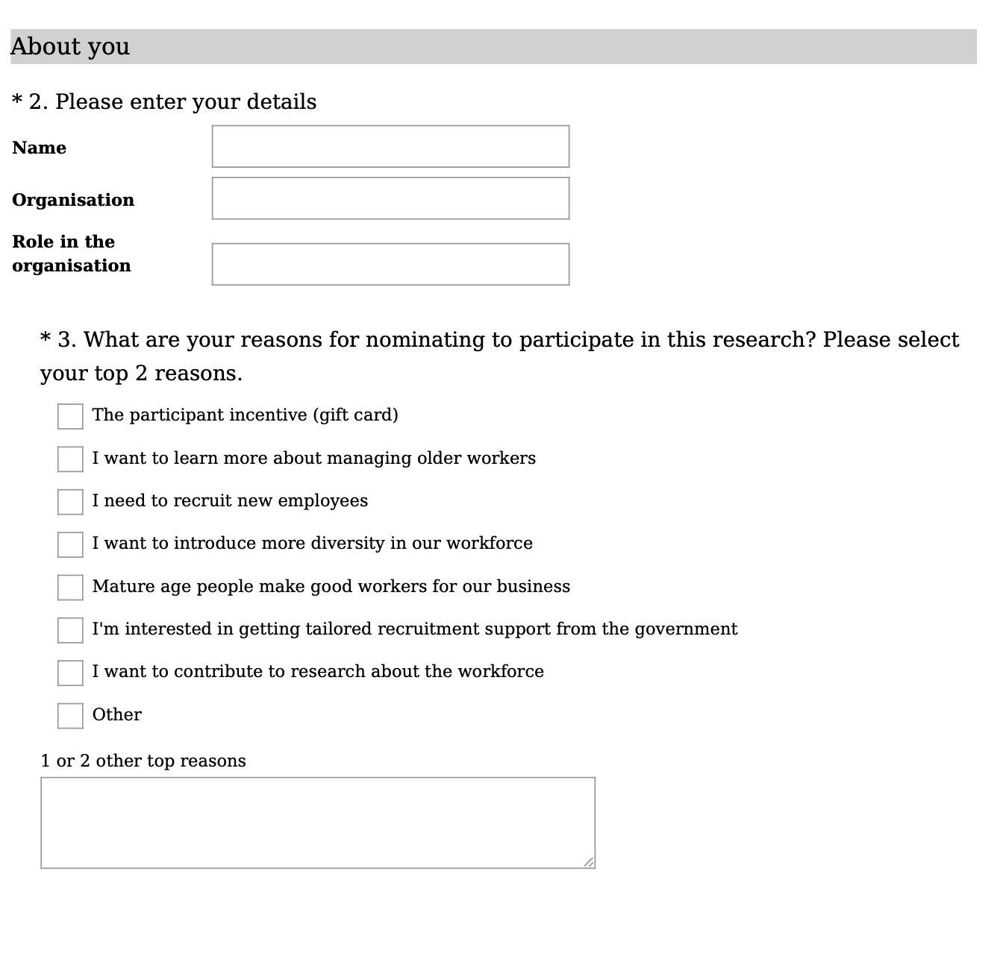 About you
* 2. Please enter your details
Name
Organisation
Role in the
organisation
* 3. What are your reasons for nominating to participate in this research? Please select
your top 2 reasons.
The participant incentive (gift card)
I want to learn more about managing older workers
I need to recruit new employees
I want to introduce more diversity in our workforce
Mature age people make good workers for our business
I'm interested in getting tailored recruitment support from the government
I want to contribute to research about the workforce
Other
1 or 2 other top reasons